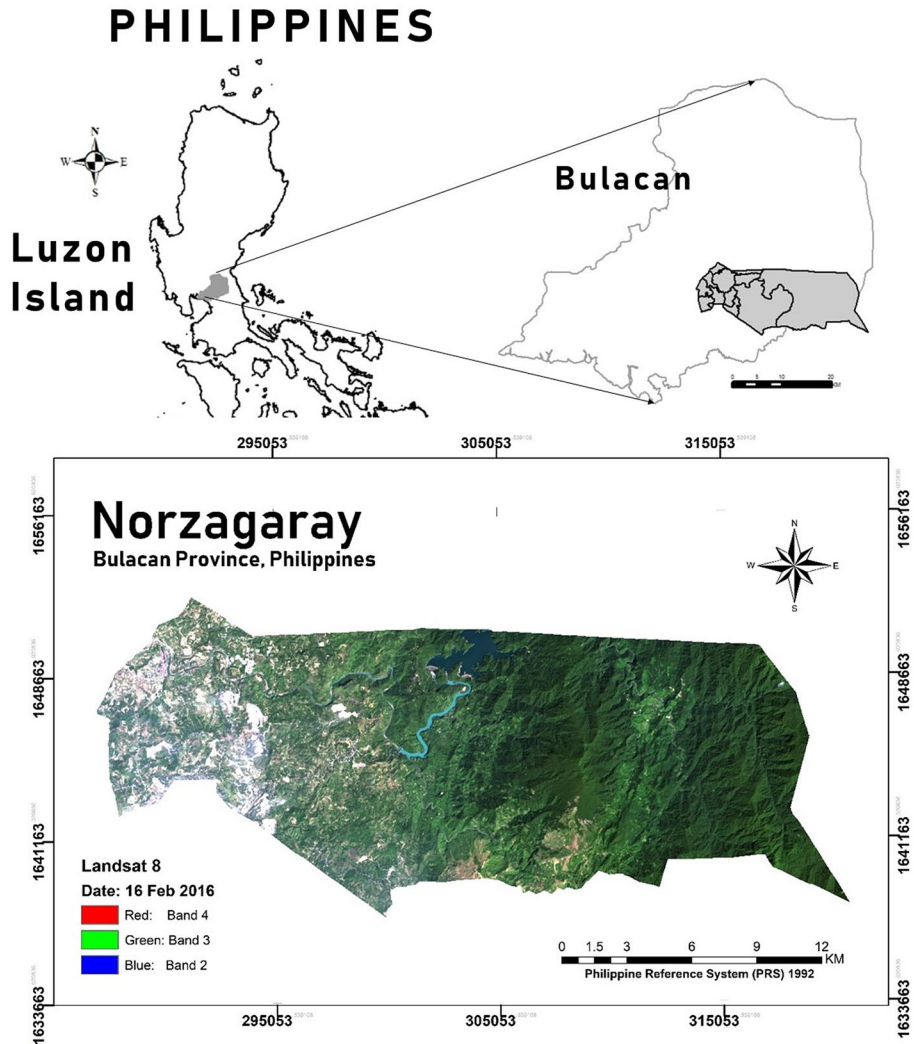 PHILIPPINES
N
W E
S
Luzon
Island
Bulacan
0 5 10 20
KM
295053 305053 315053
1656163 1656163
1648663 1648663
1641163 1641163
1633663 1633663
Norzagaray
Bulacan Province, Philippines
N
W E
S
Landsat 8
Date: 16 Feb 2016
Red: Band 4
Green: Band 3
Blue: Band 2
0 1.5 3 6 9 12
KM
Philippine Reference System (PRS) 1992
295053 305053 315053